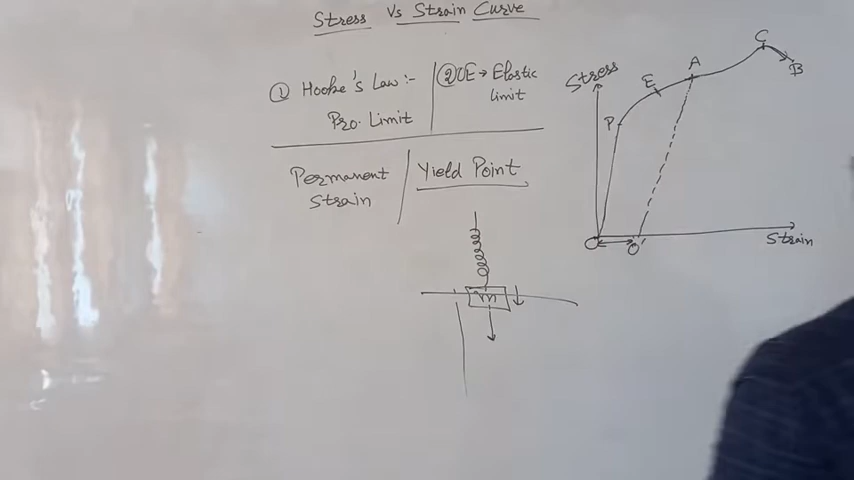 Stress Vs Strain Curve
① Hooke's Law :-
Pro. Limit
② OE → Elastic
limit
Permanent
Strain
Yield Point
m
Stress
P
E
A
C
B
O
O'
Strain